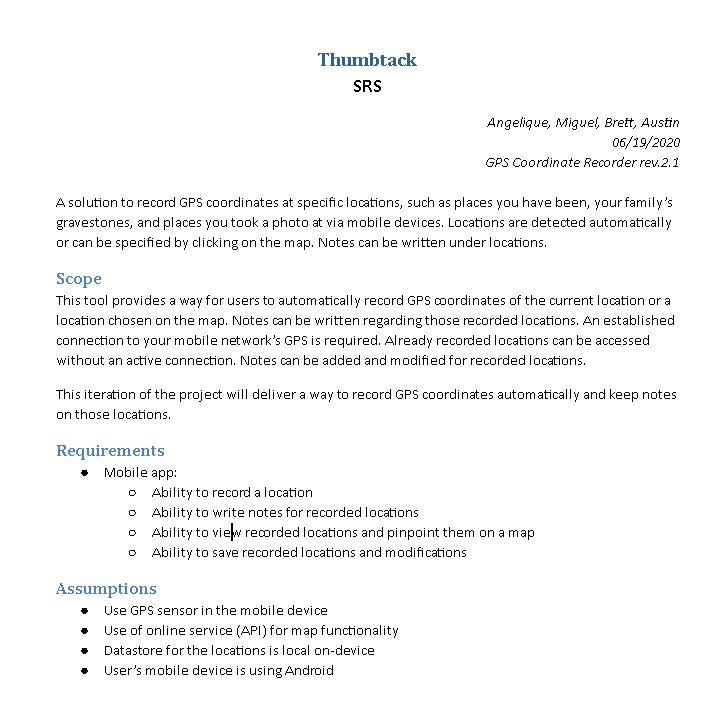 Thumbtack
SRS
Angelique, Miguel, Brett, Austin
06/19/2020
GPS Coordinate Recorder rev.2.1
A solution to record GPS coordinates at specific locations, such as places you have been, your family’s
gravestones, and places you took a photo at via mobile devices. Locations are detected automatically
or can be specified by clicking on the map. Notes can be written under locations.
Scope
This tool provides a way for users to automatically record GPS coordinates of the current location or a
location chosen on the map. Notes can be written regarding those recorded locations. An established
connection to your mobile network’s GPS is required. Already recorded locations can be accessed
without an active connection. Notes can be added and modified for recorded locations.
This iteration of the project will deliver a way to record GPS coordinates automatically and keep notes
on those locations.
Requirements
● Mobile app:
○ Ability to record a location
○ Ability to write notes for recorded locations
○ Ability to view recorded locations and pinpoint them on a map
○ Ability to save recorded locations and modifications
Assumptions
● Use GPS sensor in the mobile device
● Use of online service (API) for map functionality
● Datastore for the locations is local on-device
● User’s mobile device is using Android